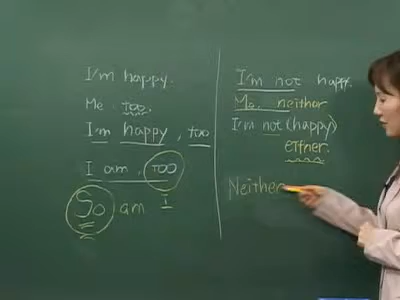 I'm happy.
Me too.
I'm happy, too
I am, too
So am I
I'm not happy.
Me, neither
I'm not (happy)
either.
Neither